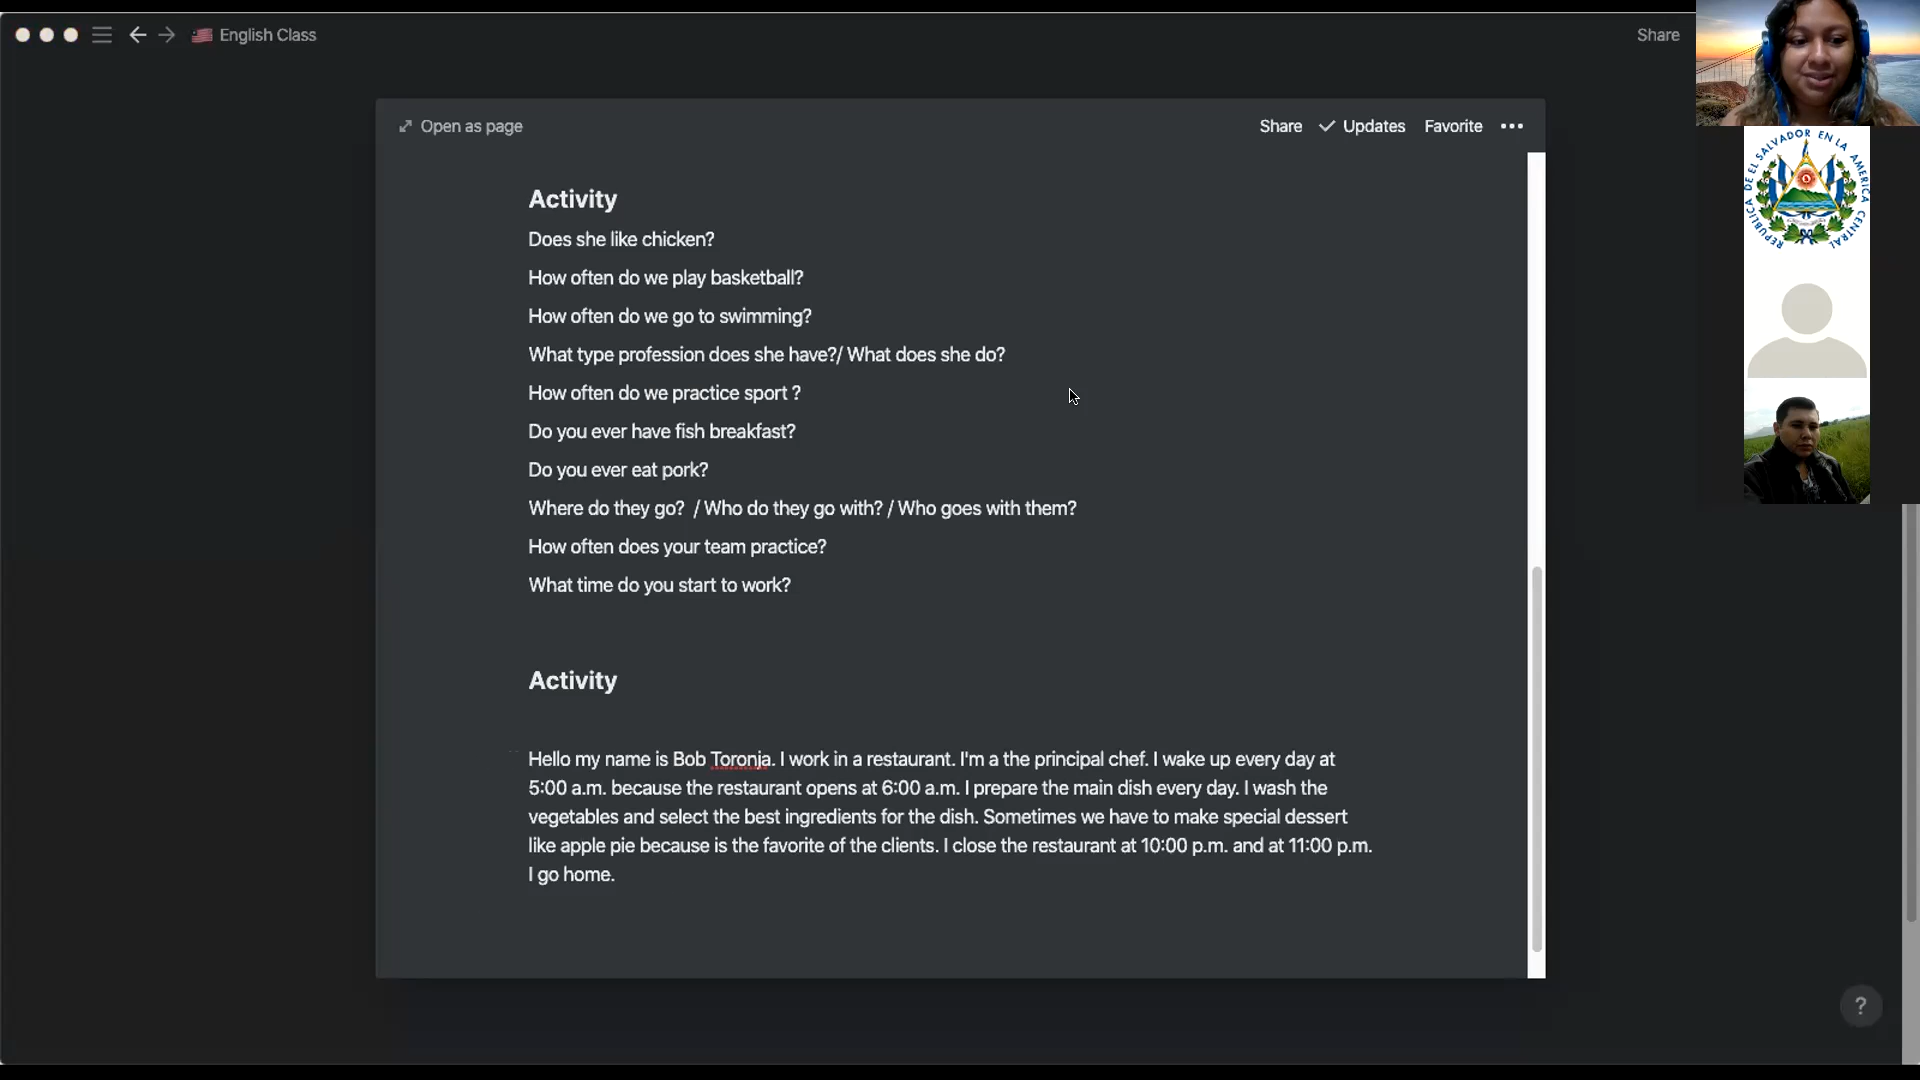 English Class
Share
Open as page
Share
Updates
Favorite
Activity
Does she like chicken?
How often do we play basketball?
How often do we go to swimming?
What type profession does she have?/ What does she do?
How often do we practice sport ?
Do you ever have fish breakfast?
Do you ever eat pork?
Where do they go? / Who do they go with? / Who goes with them?
How often does your team practice?
What time do you start to work?
Activity
Hello my name is Bob Toronja. I work in a restaurant. I'm a the principal chef. I wake up every day at
5:00 a.m. because the restaurant opens at 6:00 a.m. I prepare the main dish every day. I wash the
vegetables and select the best ingredients for the dish. Sometimes we have to make special dessert
like apple pie because is the favorite of the clients. I close the restaurant at 10:00 p.m. and at 11:00 p.m.
I go home.
REPUBLICA DE EL SALVADOR EN LA AMERICA CENTRAL
?